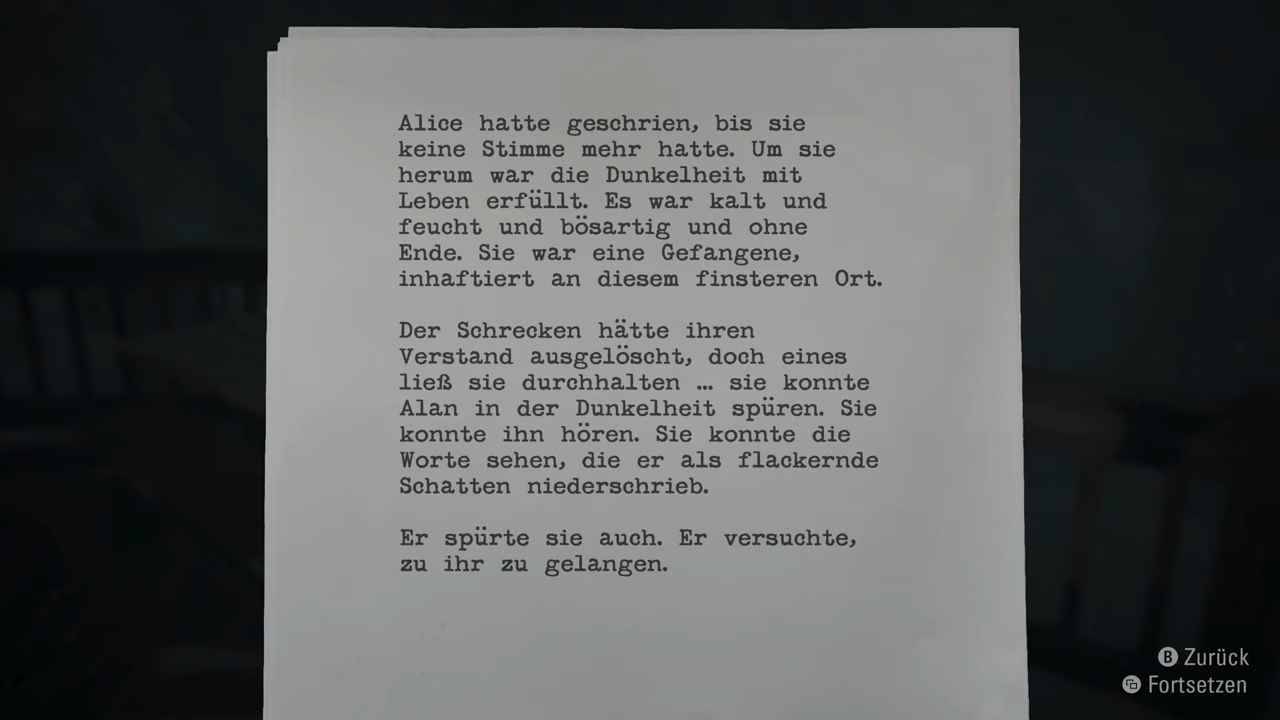 Alice hatte geschrien, bis sie
keine Stimme mehr hatte. Um sie
herum war die Dunkelheit mit
Leben erfüllt. Es war kalt und
feucht und bösartig und ohne
Ende. Sie war eine Gefangene,
inhaftiert an diesem finsteren Ort.
Der Schrecken hätte ihren
Verstand ausgelöscht, doch eines
ließ sie durchhalten … sie konnte
Alan in der Dunkelheit spüren. Sie
konnte ihn hören. Sie konnte die
Worte sehen, die er als flackernde
Schatten niederschrieb.
Er spürte sie auch. Er versuchte,
zu ihr zu gelangen.
B Zurück
Fortsetzen